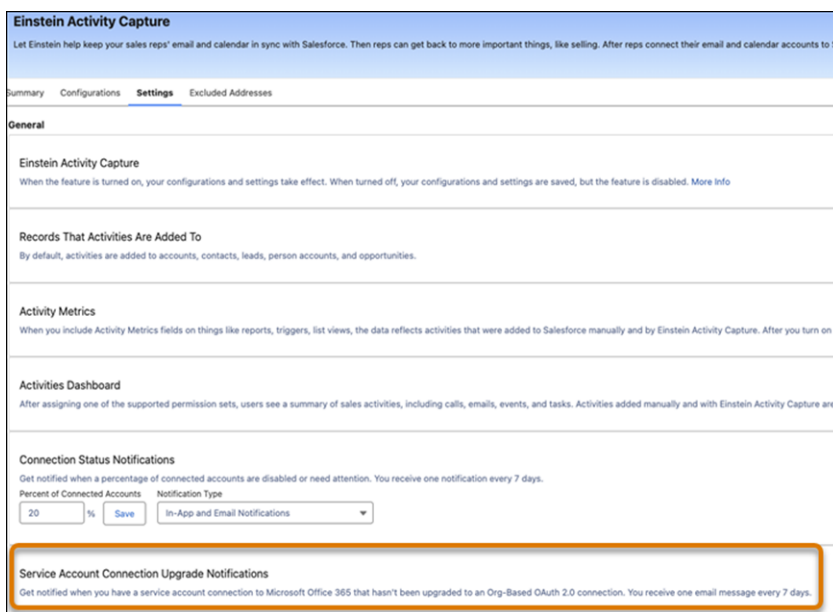 Einstein Activity Capture
Let Einstein help keep your sales reps' email and calendar in sync with Salesforce. Then reps can get back to more important things, like selling. After reps connect their email and calendar accounts to
Summary Configurations Settings Excluded Addresses
General
Einstein Activity Capture
When the feature is turned on, your configurations and settings take effect. When turned off, your configurations and settings are saved, but the feature is disabled. More Info
Records That Activities Are Added To
By default, activities are added to accounts, contacts, leads, person accounts, and opportunities.
Activity Metrics
When you include Activity Metrics fields on things like reports, triggers, list views, the data reflects activities that were added to Salesforce manually and by Einstein Activity Capture. After you turn on
Activities Dashboard
After assigning one of the supported permission sets, users see a summary of sales activities, including calls, emails, events, and tasks. Activities added manually and with Einstein Activity Capture are
Connection Status Notifications
Get notified when a percentage of connected accounts are disabled or need attention. You receive one notification every 7 days.
Percent of Connected Accounts Notification Type
20 % Save In-App and Email Notifications
Service Account Connection Upgrade Notifications
Get notified when you have a service account connection to Microsoft Office 365 that hasn't been upgraded to an Org-Based OAuth 2.0 connection. You receive one email message every 7 days.